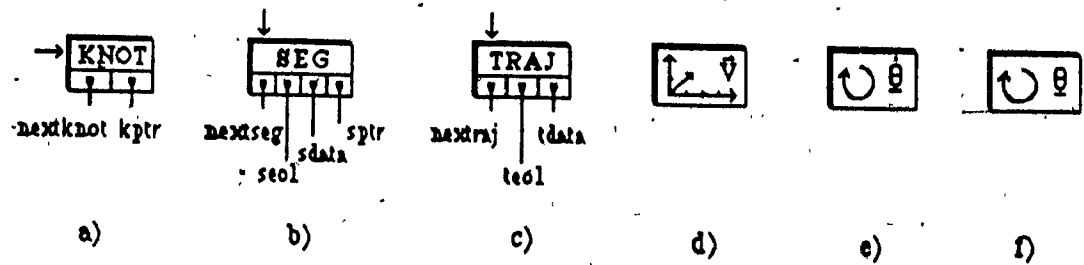 KNOT SEG TRAJ
nextknot kptr nextseg sptr nextraj tdata
sdata
seol teol
a) b) c) d) e) f)